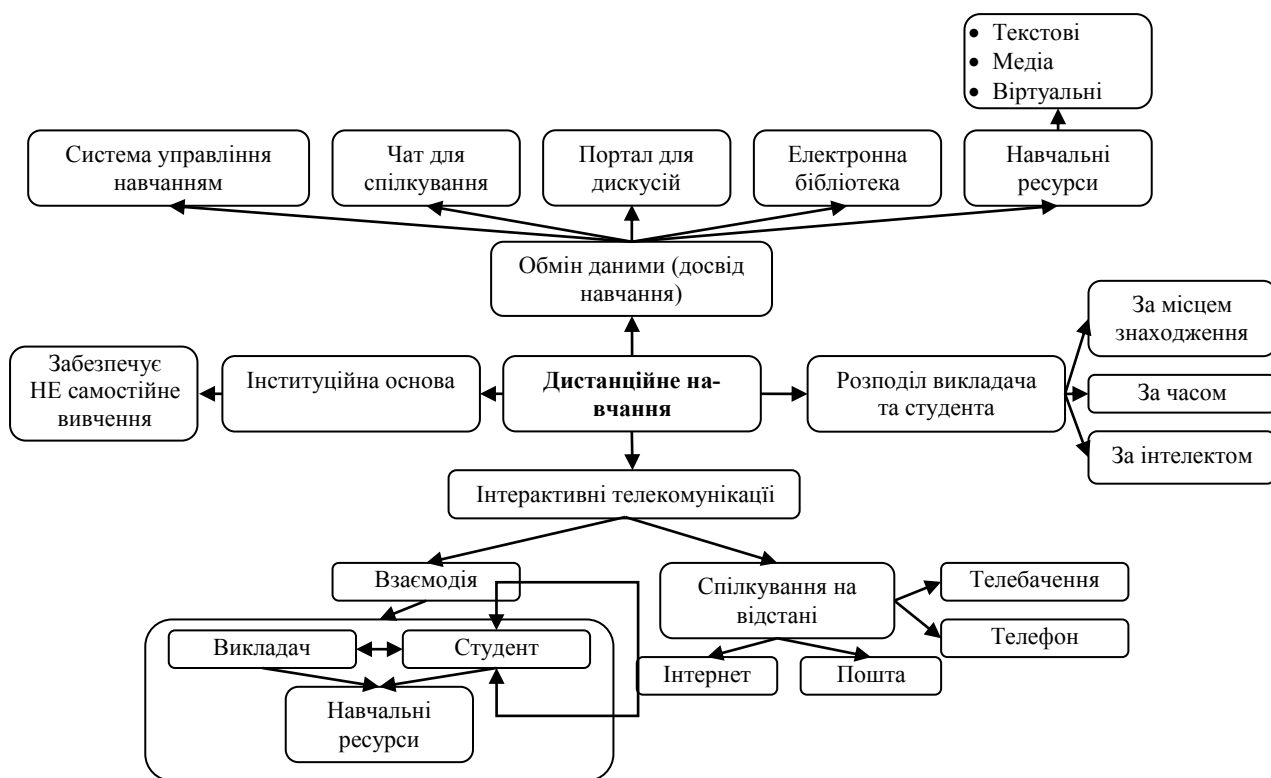 • Текстові
• Медіа
• Віртуальні
Система управління
навчанням
Чат для
спілкування
Портал для
дискусій
Електронна
бібліотека
Навчальні
ресурси
Обмін даними (досвід
навчання)
За місцем
знаходження
Забезпечує
НЕ самостійне
вивчення
Інституційна основа
Дистанційне на-
вчання
Розподіл викладача
та студента
За часом
За інтелектом
Інтерактивні телекомунікації
Взаємодія
Спілкування на
відстані
Телебачення
Телефон
Викладач
Студент
Інтернет
Пошта
Навчальні
ресурси